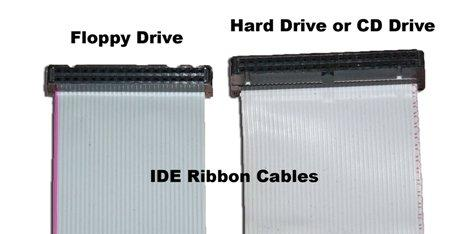 Floppy Drive
Hard Drive or CD Drive
IDE Ribbon Cables